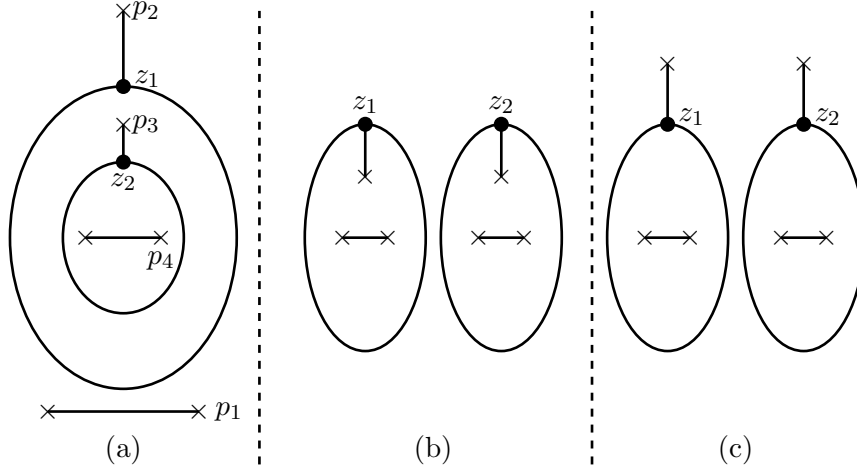 p₂
z₁
p₃
z₂
p₄
p₁
(a)
z₁ z₂
(b)
z₁ z₂
(c)